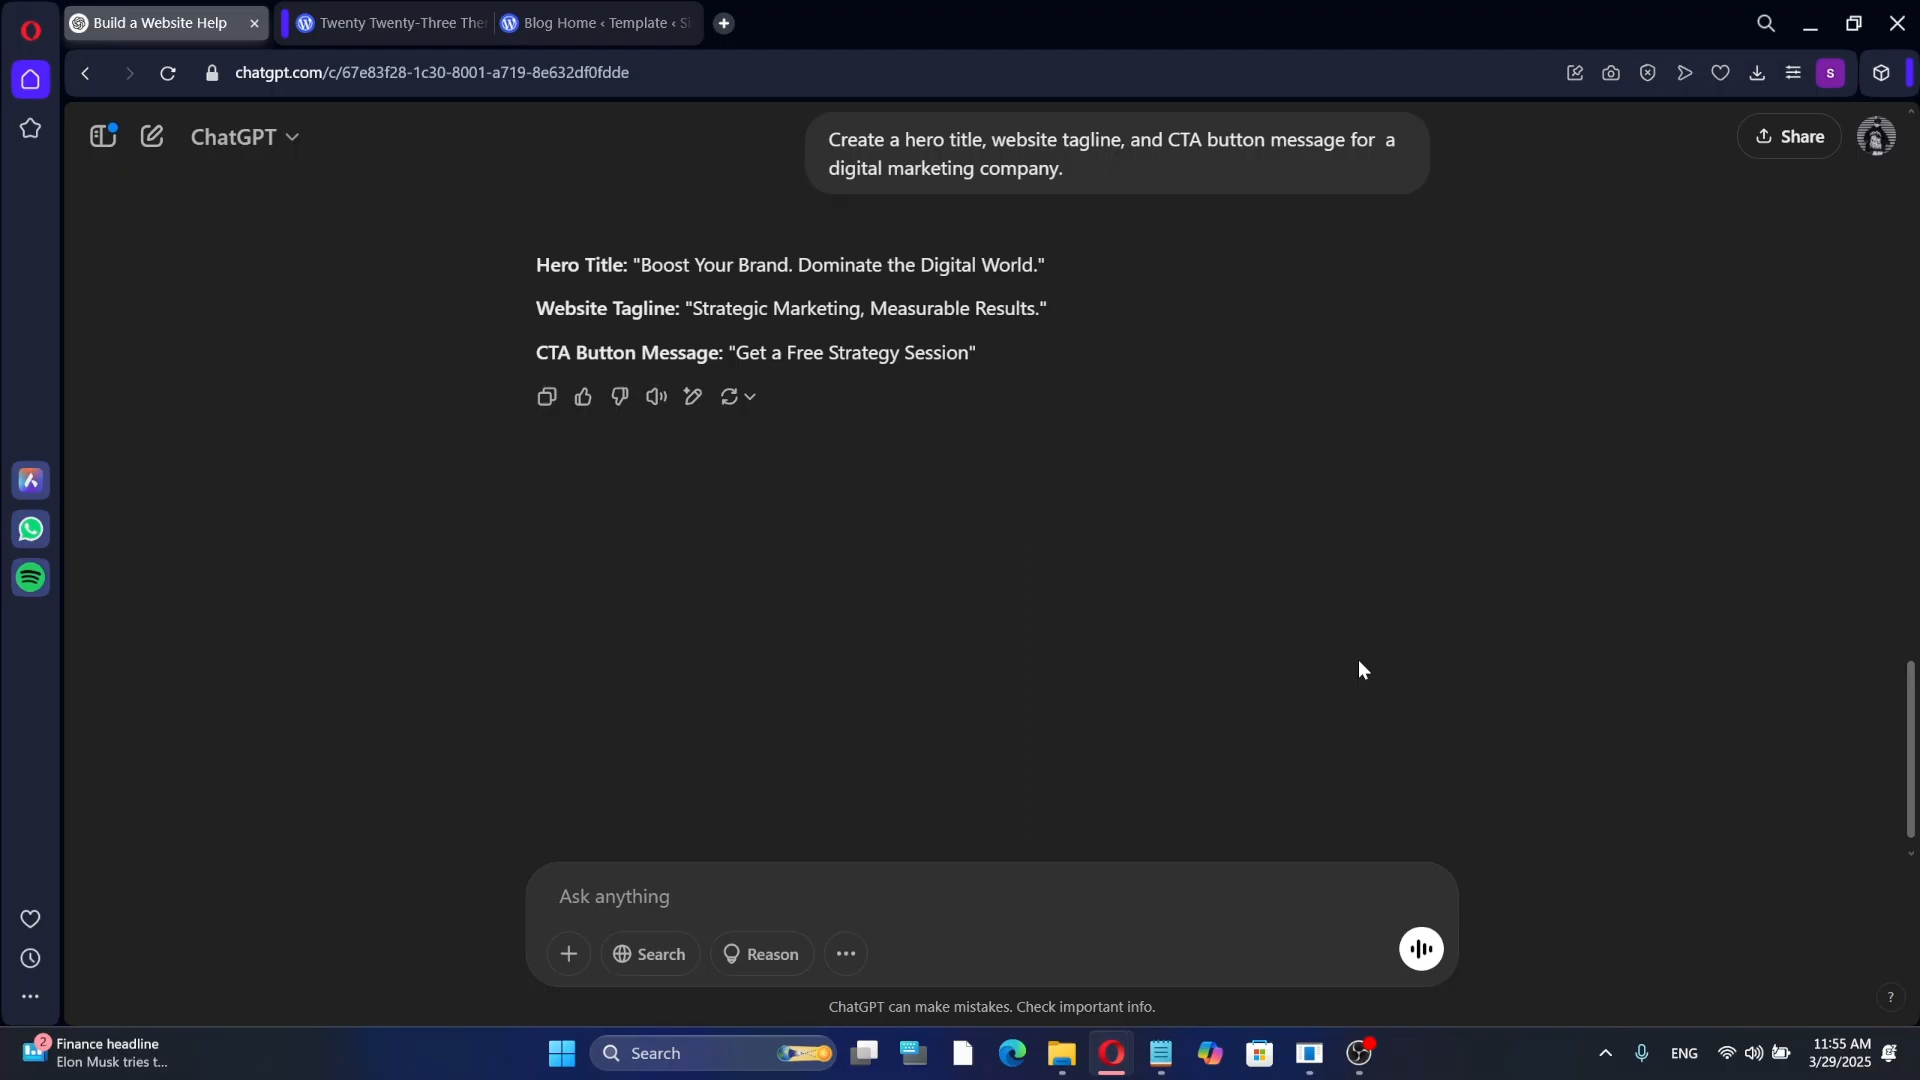 Build a Website Help
Twenty Twenty-Three The
Blog Home ‹ Template ‹ Si
chatgpt.com/c/67e83f28-1c30-8001-a719-8e632df0fdde
S
ChatGPT
Share
Create a hero title, website tagline, and CTA button message for a
digital marketing company.
Hero Title: "Boost Your Brand. Dominate the Digital World."
Website Tagline: "Strategic Marketing, Measurable Results."
CTA Button Message: "Get a Free Strategy Session"
Ask anything
Search
Reason
ChatGPT can make mistakes. Check important info.
?
2
Finance headline
Elon Musk tries t...
Search
ENG
11:55 AM
3/29/2025